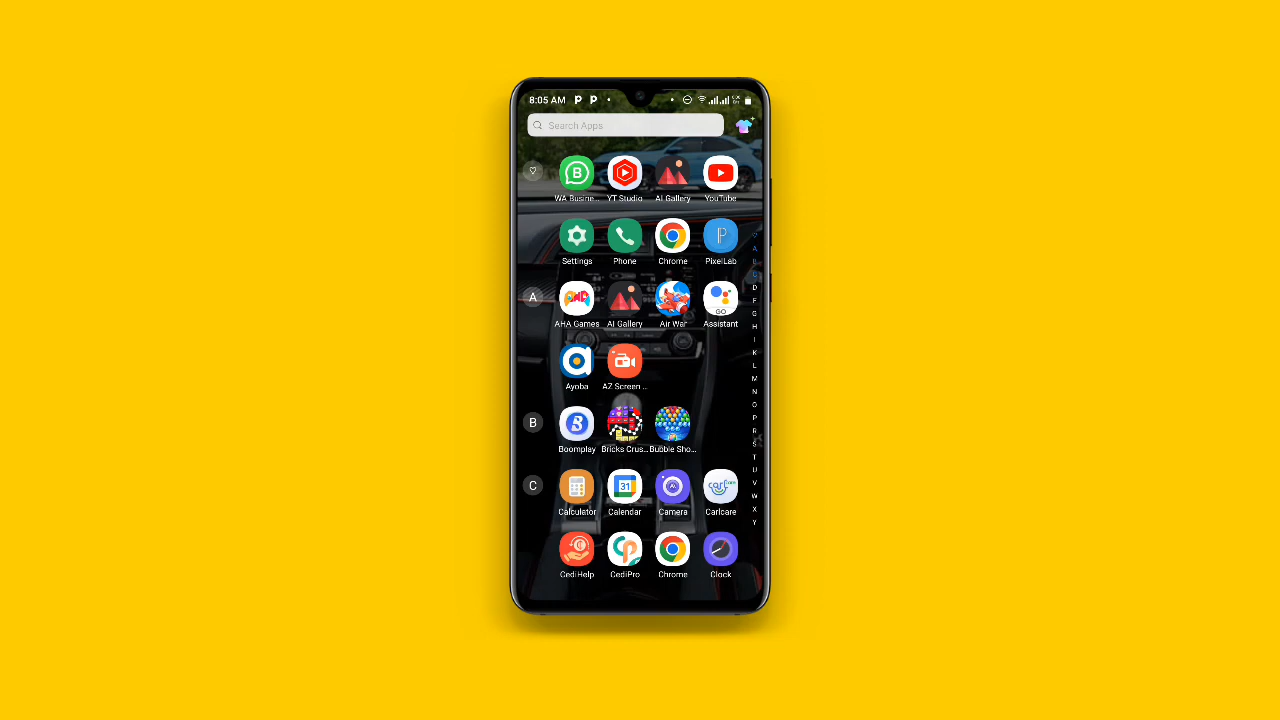 8:05 AM
Search Apps
WA Busine... YT Studio AI Gallery YouTube
Settings Phone Chrome PixelLab
A
AHA Games AI Gallery Air War Assistant
GO
Ayoba AZ Screen ...
B
Boomplay Bricks Crus... Bubble Sho...
C
31
Calculator Calendar Camera Carlcare
CediHelp CediPro Chrome Clock
A
B
C
D
E
F
G
H
I
K
L
M
N
O
P
R
S
T
U
V
W
X
Y